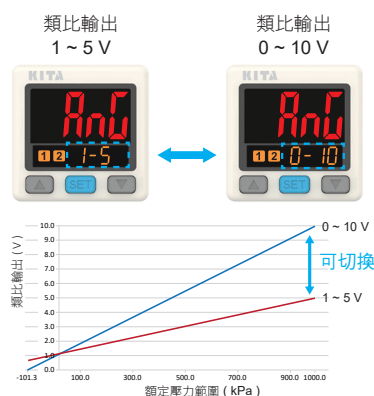 類比輸出
1 ~ 5 V
類比輸出
0 ~ 10 V
KITA
AnG
1 2 1-5
SET
KITA
AnG
1 2 0-10
SET
類比輸出 ( V )
10.0
9.0
8.0
7.0
6.0
5.0
4.0
3.0
2.0
1.0
0.0
-101.3 100.0 300.0 500.0 700.0 900.0 1000.0
額定壓力範圍 ( kPa )
0 ~ 10 V
可切換
1 ~ 5 V